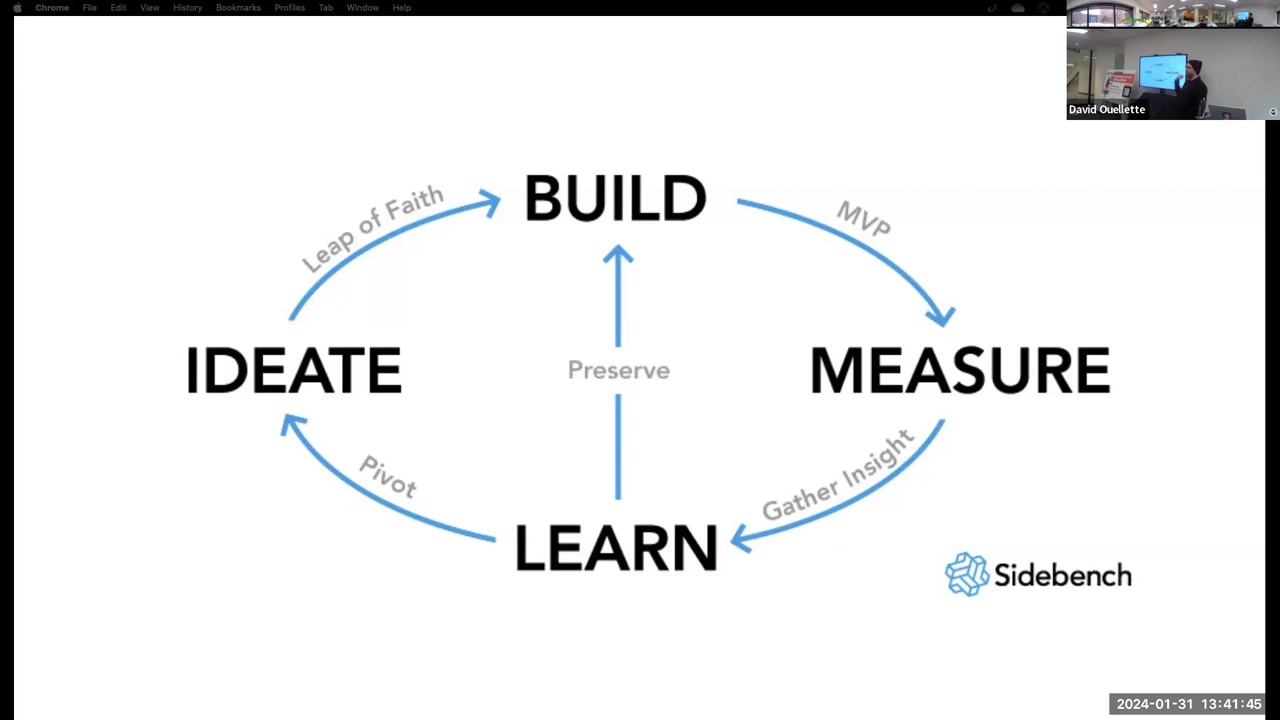 Chrome File Edit View History Bookmarks Profiles Tab Window Help
David Ouellette
BUILD
Leap of Faith
MVP
IDEATE
Preserve
MEASURE
Pivot
Gather Insight
LEARN
Sidebench
2024-01-31 13:41:45